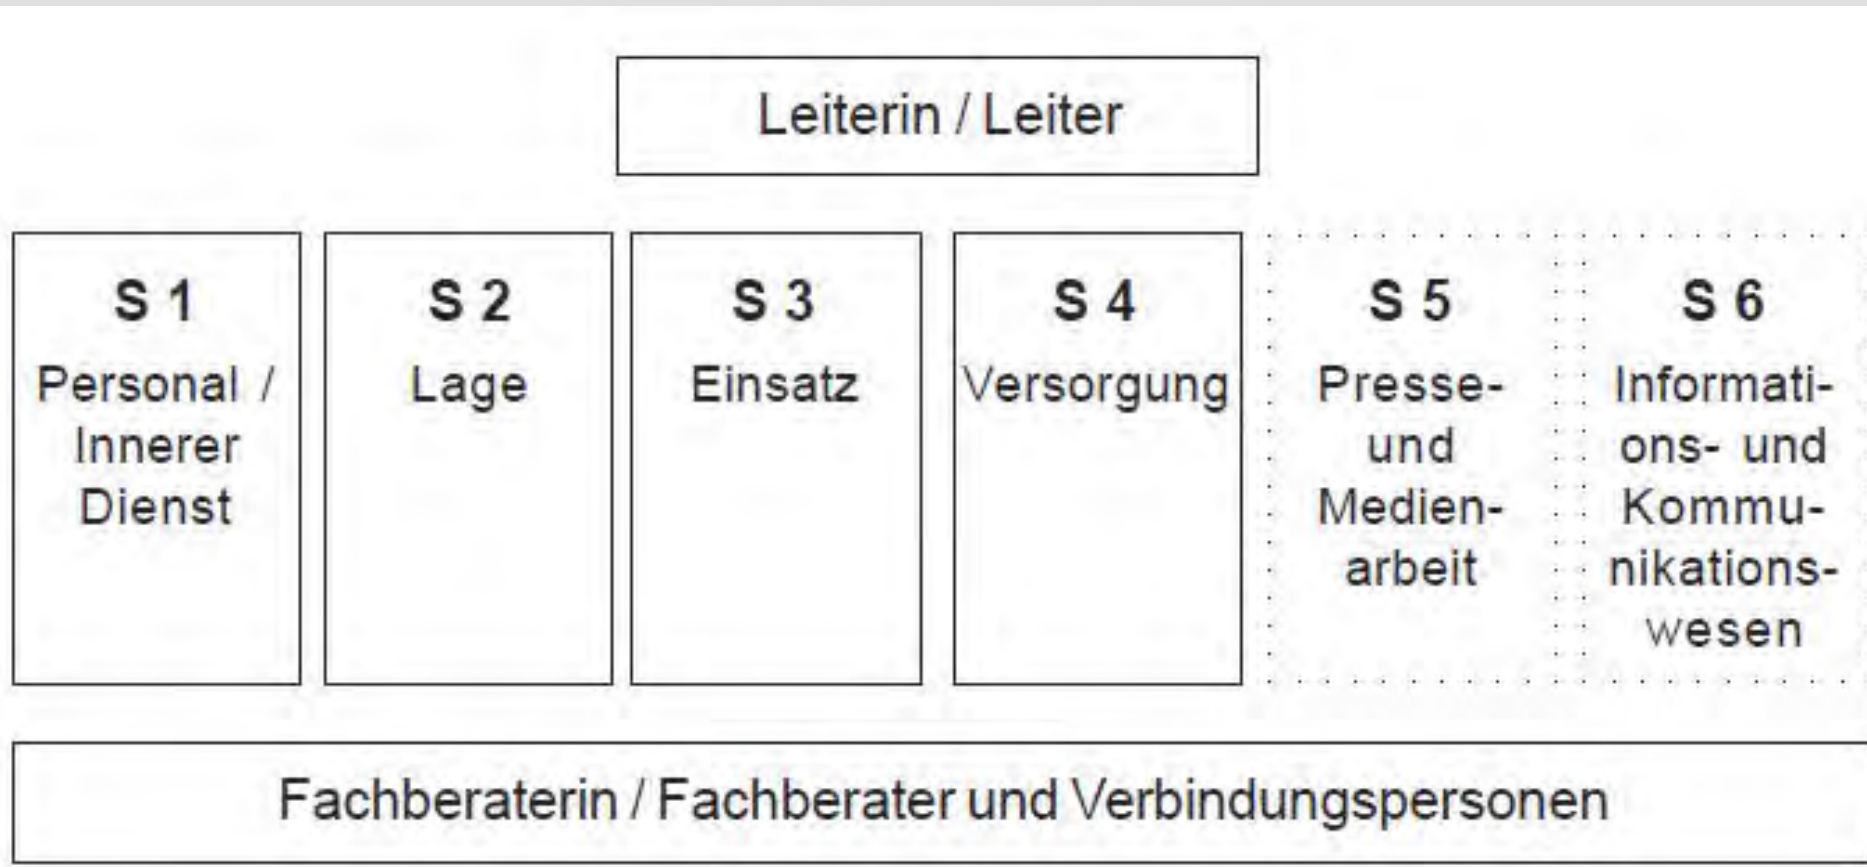 Leiterin / Leiter
S 1
Personal /
Innerer
Dienst
S 2
Lage
S 3
Einsatz
S 4
Versorgung
S 5
Presse-
und
Medien-
arbeit
S 6
Informati-
ons- und
Kommu-
nikations-
wesen
Fachberaterin / Fachberater und Verbindungspersonen